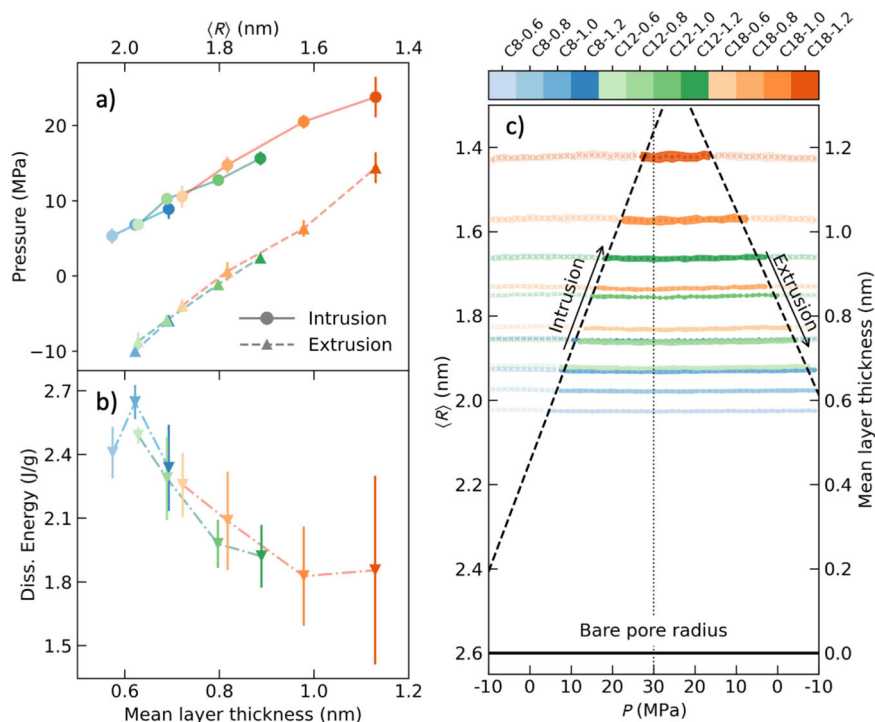 ⟨R⟩ (nm)
2.0 1.8 1.6 1.4
a)
20
10
0
−10
Pressure (MPa)
Intrusion
Extrusion
b)
2.7
2.4
2.1
1.8
1.5
Diss. Energy (J/g)
0.6 0.8 1.0 1.2
Mean layer thickness (nm)
C8-0.6
C8-0.8
C8-1.0
C8-1.2
C12-0.6
C12-0.8
C12-1.0
C12-1.2
C18-0.6
C18-0.8
C18-1.0
C18-1.2
c)
1.4
1.6
1.8
2.0
2.2
2.4
2.6
⟨R⟩ (nm)
Intrusion
Extrusion
Bare pore radius
1.2
1.0
0.8
0.6
0.4
0.2
0.0
Mean layer thickness (nm)
-10 0 10 20 30 20 10 0 -10
P (MPa)